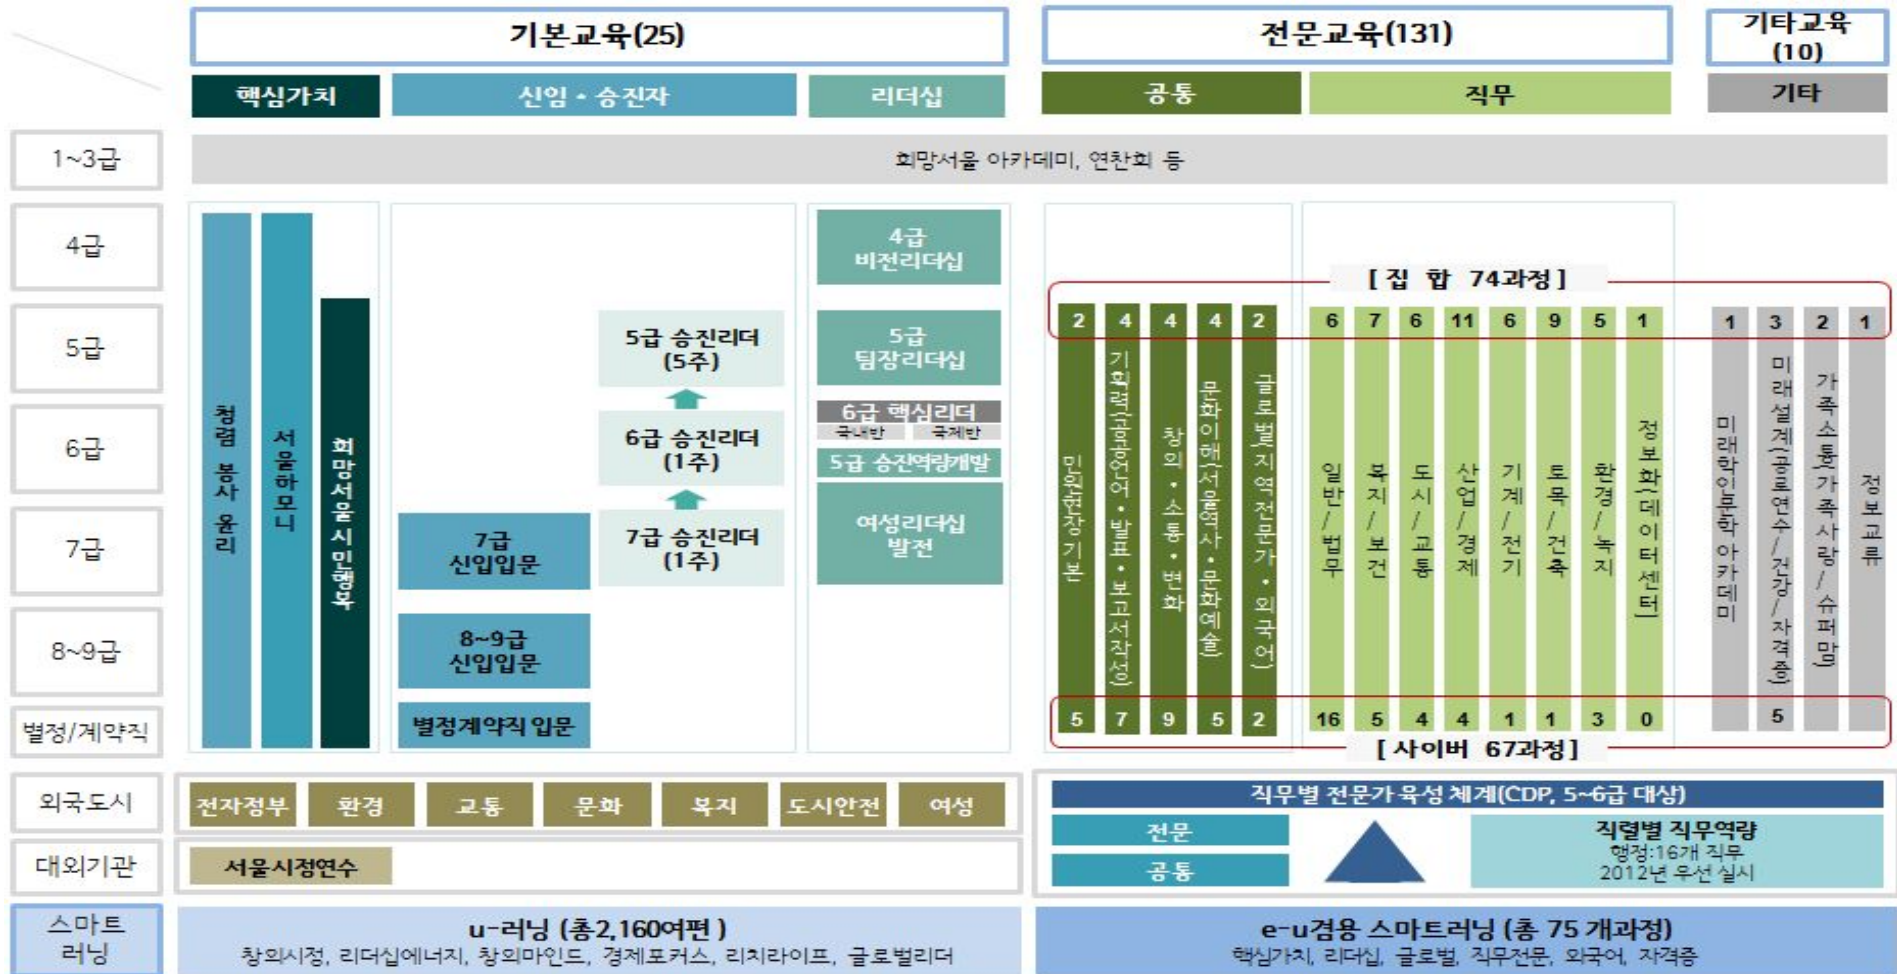 기본교육(25)
전문교육(131)
기타교육
(10)
핵심가치
신임・승진자
리더십
공통
직무
기타
1~3급
희망서울 아카데미, 연찬회 등
4급
5급
6급
7급
8~9급
별정/계약직
청렴 봉사 윤리
서울하모니
희망서울시민행복
7급
신입입문
8~9급
신입입문
별정계약직 입문
5급 승진리더
(5주)
6급 승진리더
(1주)
7급 승진리더
(1주)
4급
비전리더십
5급
팀장리더십
6급 핵심리더
국내반 국제반
5급 승진역량개발
여성리더십
발전
[ 집 합 74과정 ]
2 4 4 4 2 6 7 6 11 6 9 5 1 1 3 2 1
민원현장기본
기획력(공공언어・발표・보고서작성)
창의・소통・변화
문화이해(서울역사・문화예술)
글로벌(지역전문가・외국어)
일반/법무
복지/보건
도시/교통
산업/경제
기계/전기
토목/건축
환경/녹지
정보화(데이터센터)
미래학인문학 아카데미
미래설계(공로연수/건강/자격증)
가족소통(가족사랑/슈퍼맘)
정보교류
5 7 9 5 2 16 5 4 4 1 1 3 0 5
[ 사이버 67과정 ]
외국도시
전자정부 환경 교통 문화 복지 도시안전 여성
대외기관
서울시정연수
직무별 전문가 육성 체계(CDP, 5~6급 대상)
전문
공통
직렬별 직무역량
행정:16개 직무
2012년 우선 실시
스마트
러닝
u-러닝 (총2,160여편 )
창의시정, 리더십에너지, 창의마인드, 경제포커스, 리치라이프, 글로벌리더
e-u겸용 스마트러닝 (총 75 개과정)
핵심가치, 리더십, 글로벌, 직무전문, 외국어, 자격증